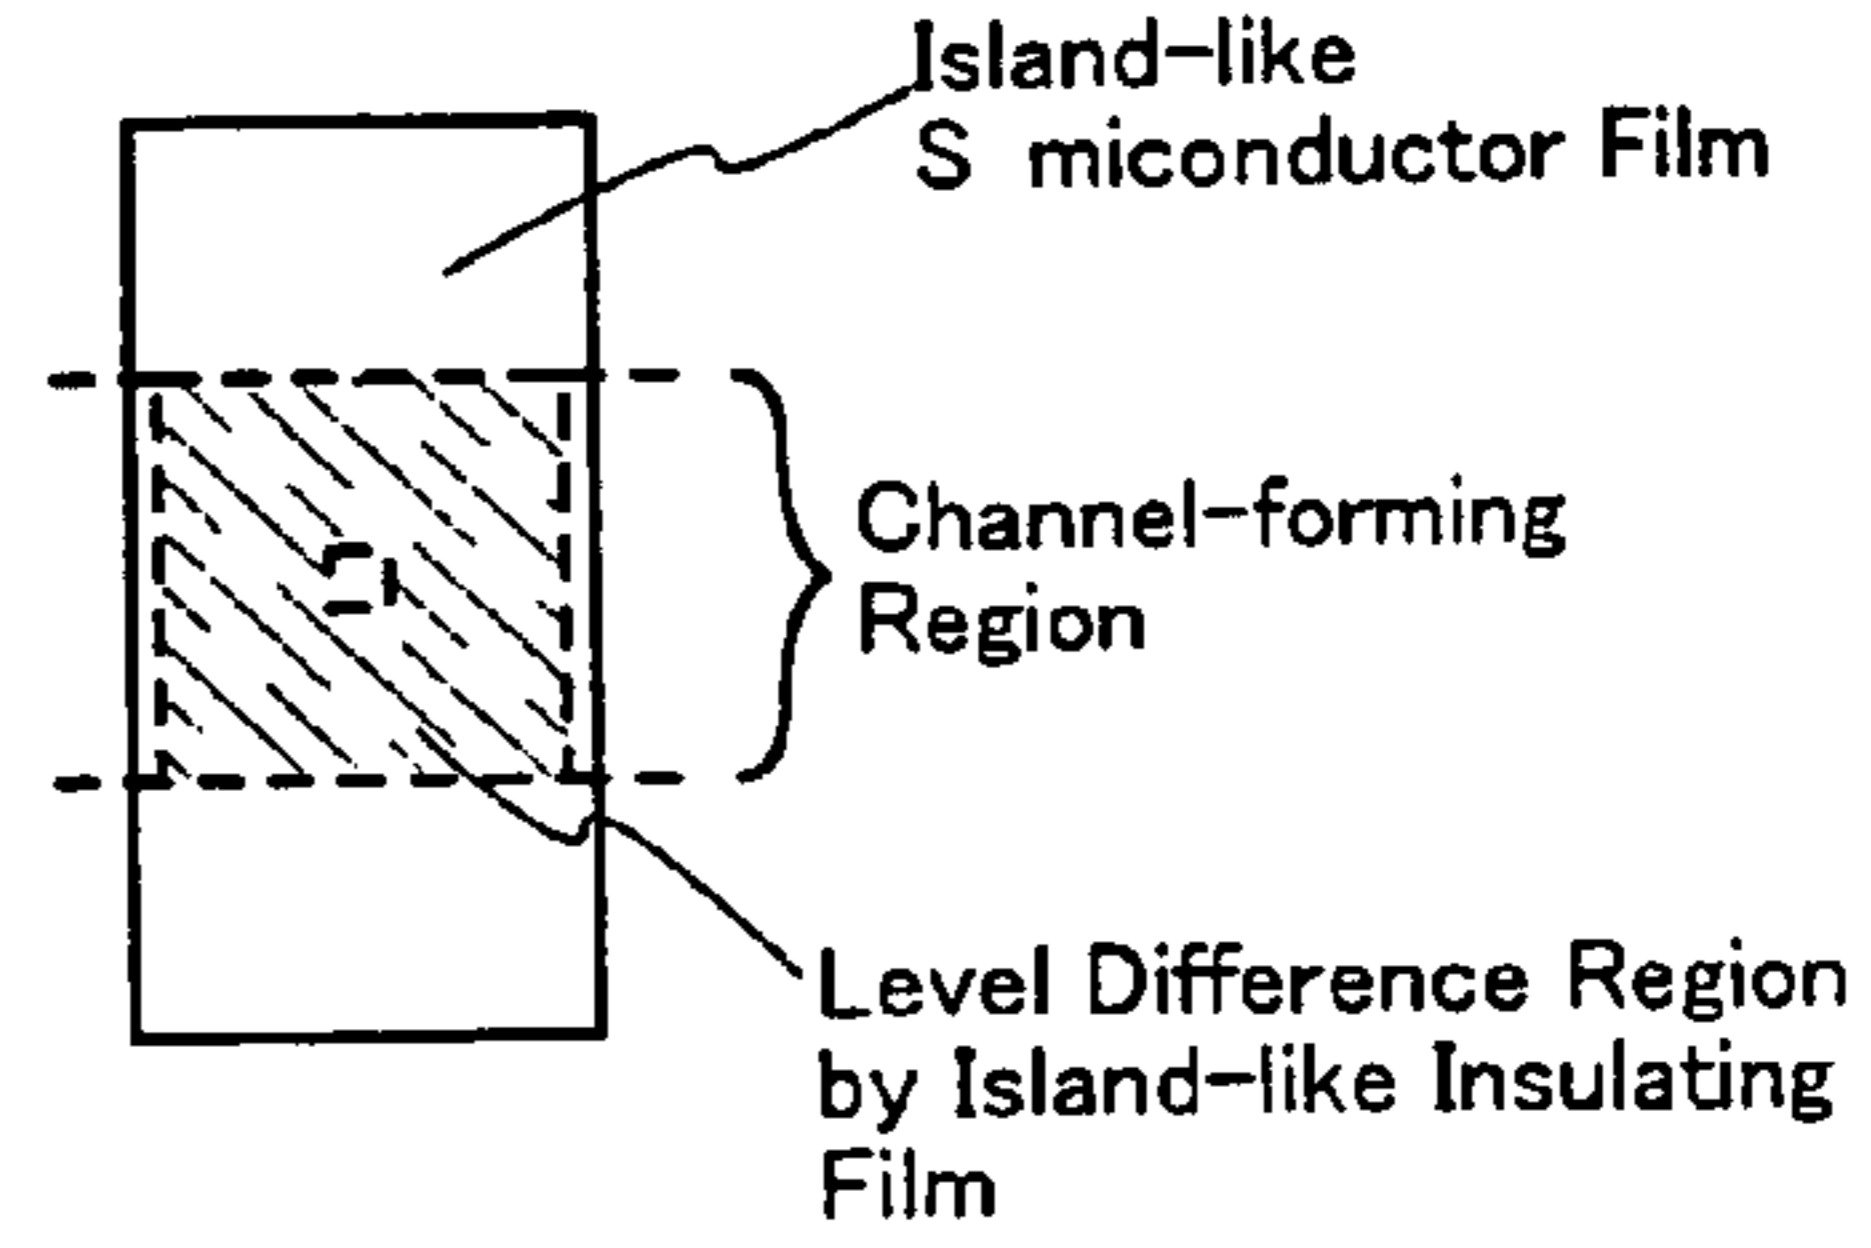 Island-like
S miconductor Film
Channel-forming
Region
Level Difference Region
by Island-like Insulating
Film